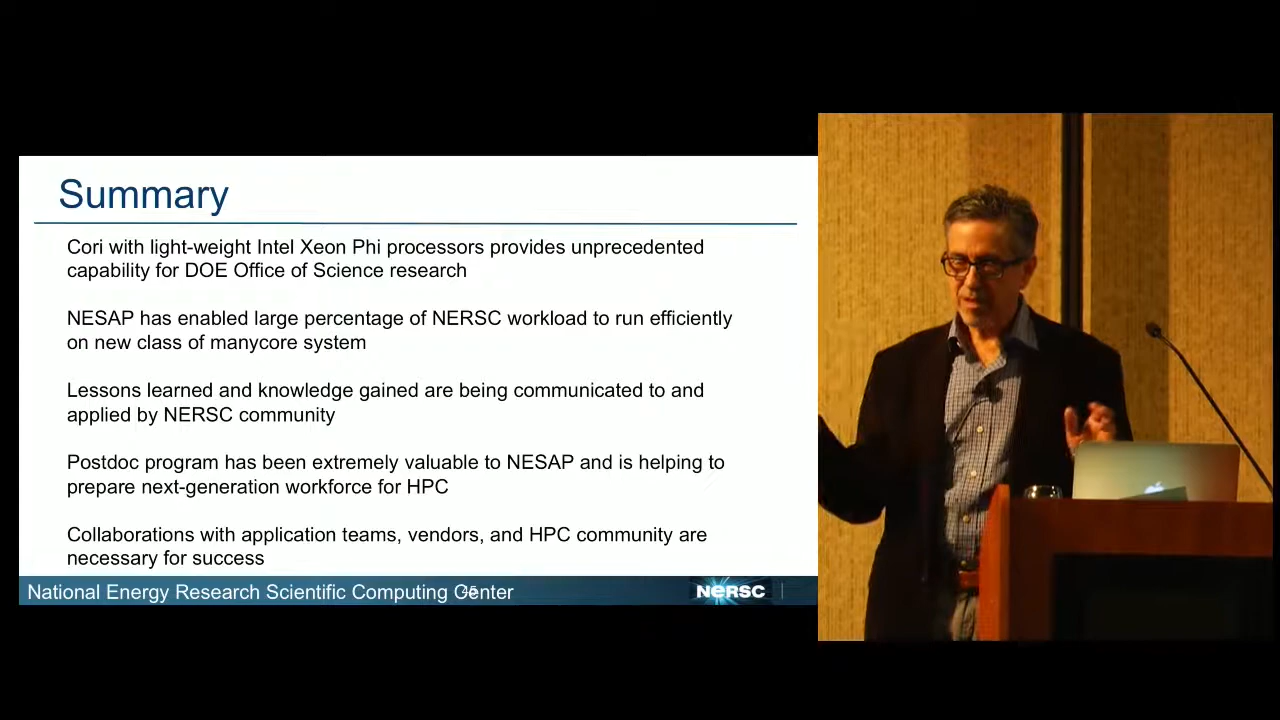 Summary
Cori with light-weight Intel Xeon Phi processors provides unprecedented
capability for DOE Office of Science research
NESAP has enabled large percentage of NERSC workload to run efficiently
on new class of manycore system
Lessons learned and knowledge gained are being communicated to and
applied by NERSC community
Postdoc program has been extremely valuable to NESAP and is helping to
prepare next-generation workforce for HPC
Collaborations with application teams, vendors, and HPC community are
necessary for success
National Energy Research Scientific Computing Center
NERSC